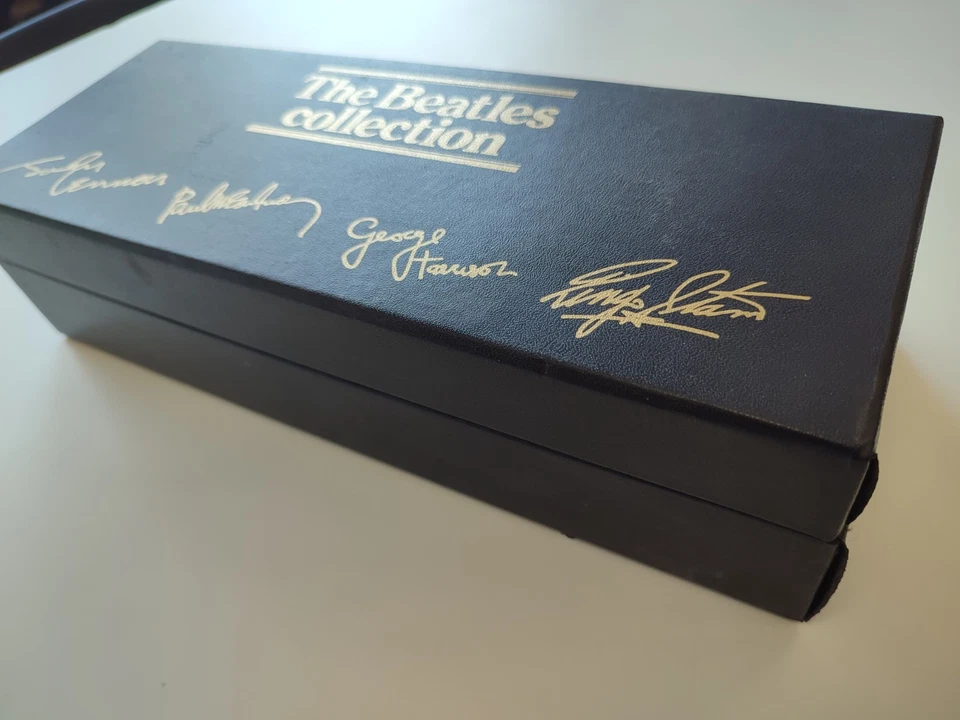 The Beatles
collection
John Lennon
Paul McCartney
George Harrison
Ringo Starr